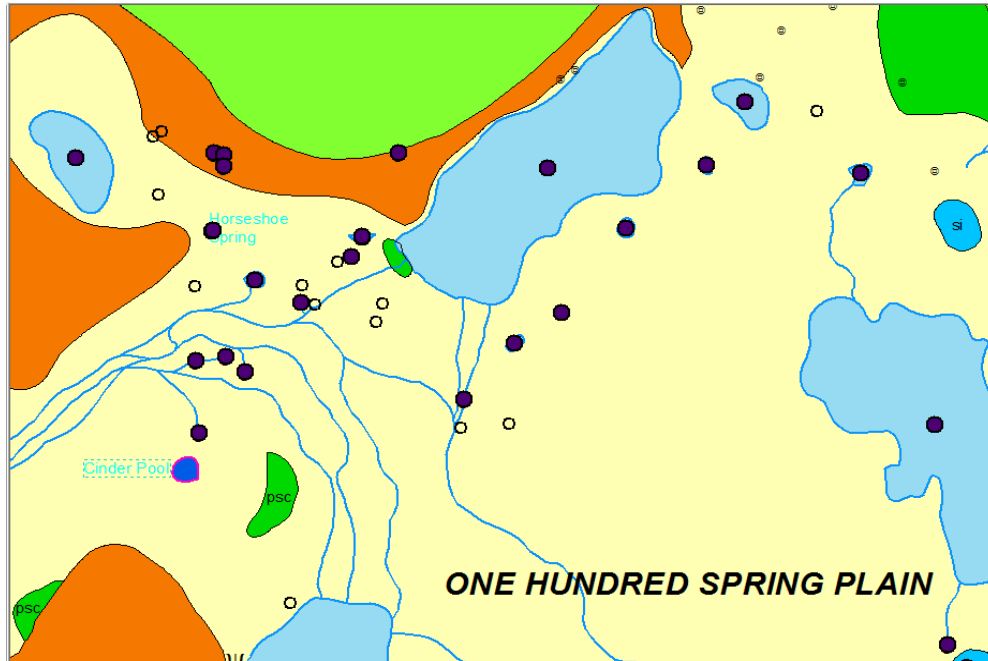 Horseshoe
Spring
si
Cinder Pool
psc
ONE HUNDRED SPRING PLAIN
psc